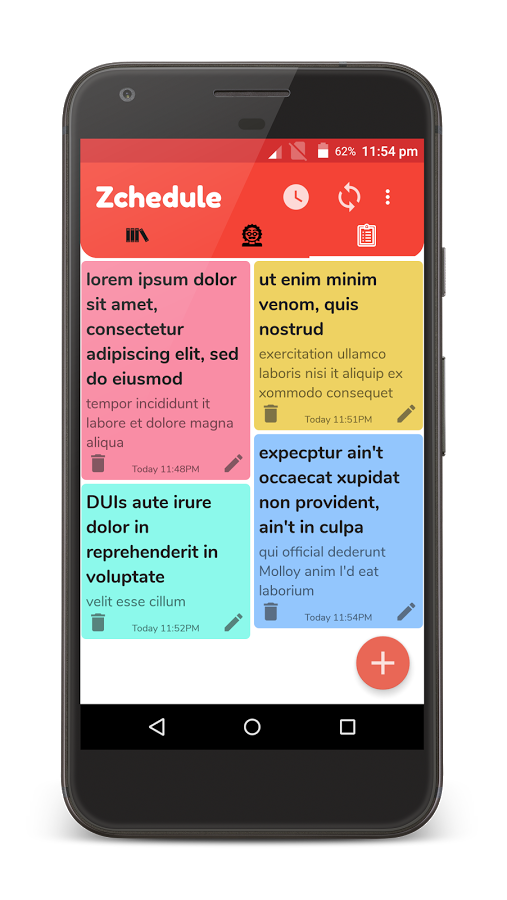 62% 11:54 pm
Zchedule
lorem ipsum dolor
sit amet,
consectetur
adipiscing elit, sed
do eiusmod
tempor incididunt it
labore et dolore magna
aliqua
Today 11:48PM
ut enim minim
venom, quis
nostrud
exercitation ullamco
laboris nisi it aliquip ex
xommodo consequet
Today 11:51PM
DUIs aute irure
dolor in
reprehenderit in
voluptate
velit esse cillum
Today 11:52PM
expecptur ain't
occaecat xupidat
non provident,
ain't in culpa
qui official dederunt
Molloy anim I'd eat
laborium
Today 11:54PM